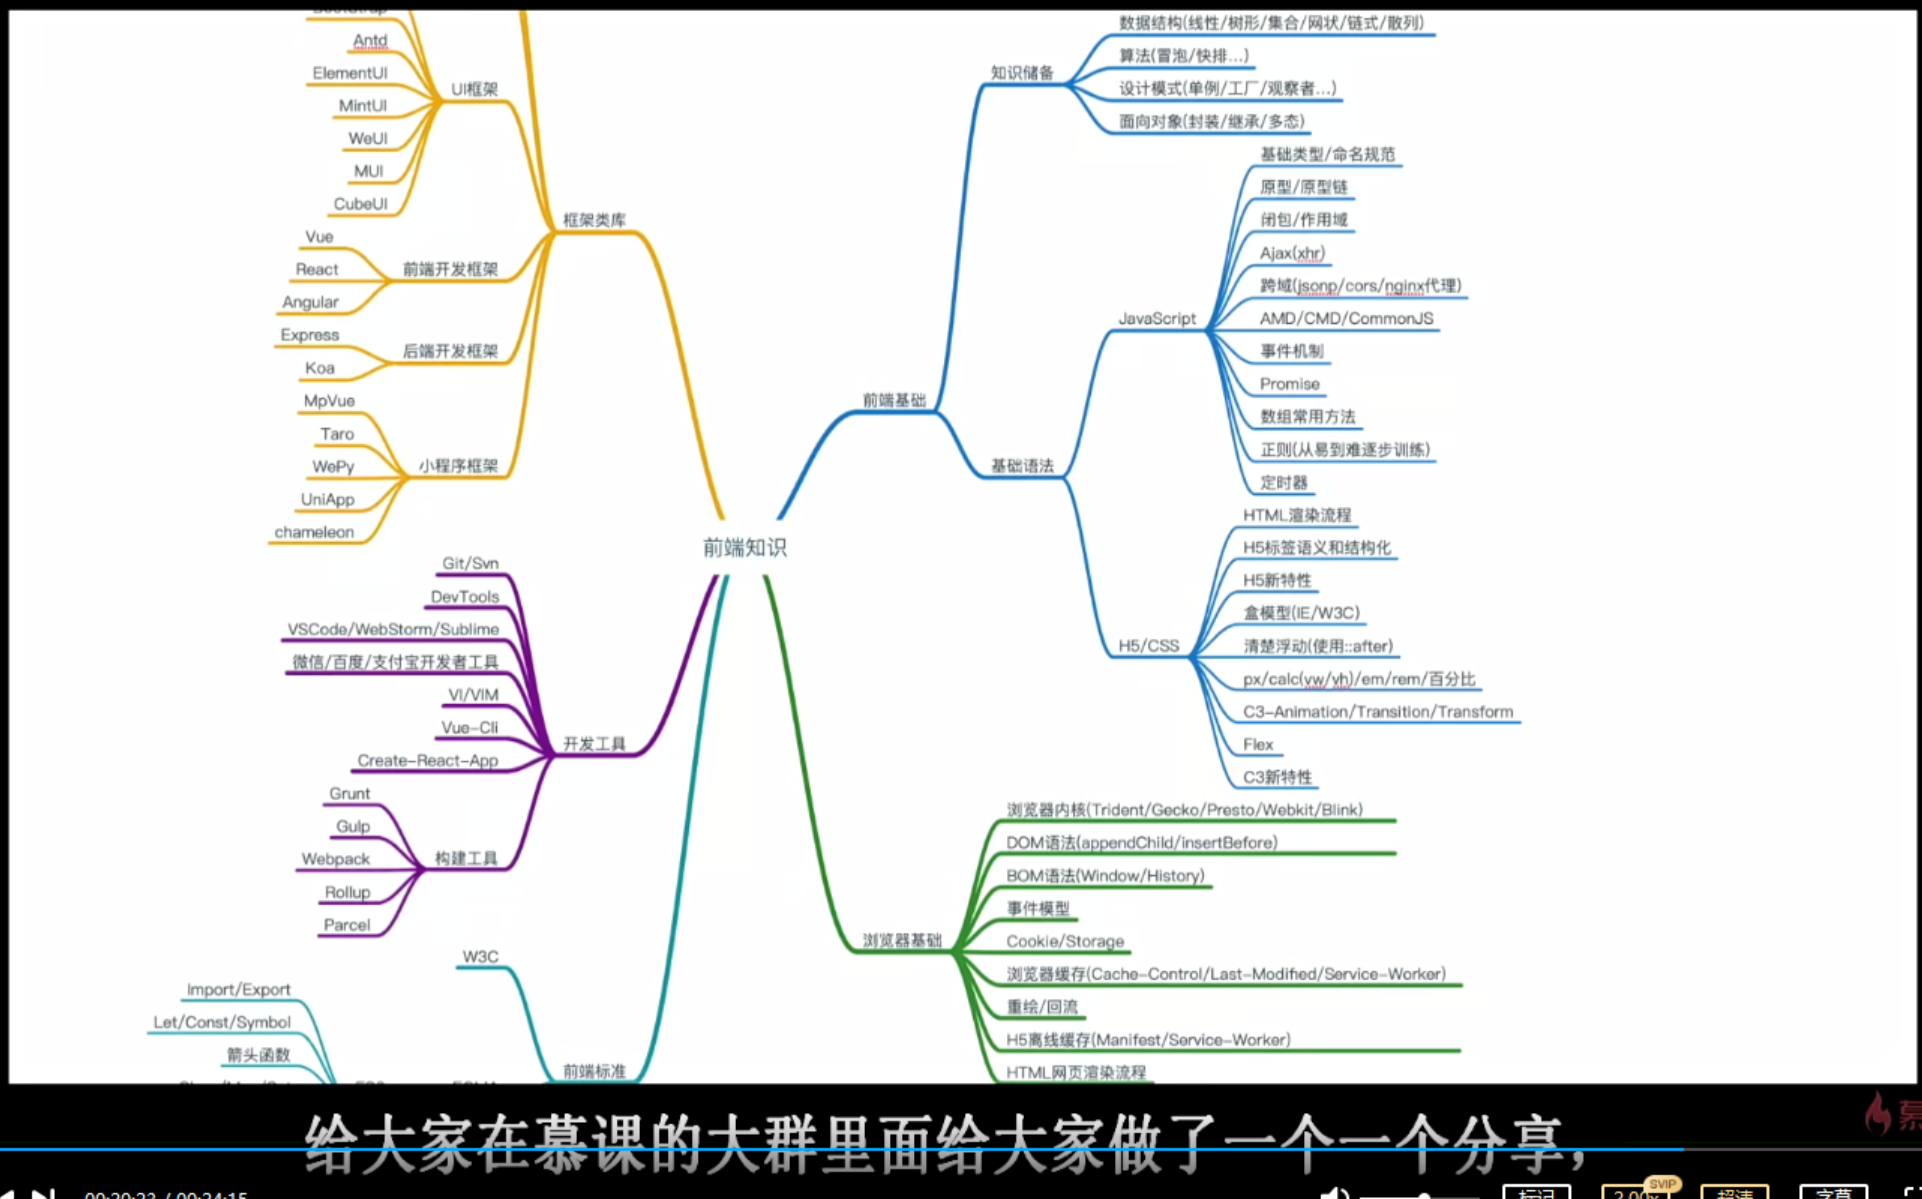 Antd
ElementUI
MintUI
WeUI
MUI
CubeUI
UI框架
Vue
React
Angular
前端开发框架
Express
Koa
后端开发框架
MpVue
Taro
WePy
UniApp
chameleon
小程序框架
框架类库
前端知识
Git/Svn
DevTools
VSCode/WebStorm/Sublime
微信/百度/支付宝开发者工具
VI/VIM
Vue-Cli
Create-React-App
开发工具
Grunt
Gulp
Webpack
Rollup
Parcel
构建工具
W3C
Import/Export
Let/Const/Symbol
箭头函数
前端标准
数据结构(线性/树形/集合/网状/链式/散列)
算法(冒泡/快排...)
设计模式(单例/工厂/观察者...)
面向对象(封装/继承/多态)
知识储备
前端基础
基础语法
JavaScript
基础类型/命名规范
原型/原型链
闭包/作用域
Ajax(xhr)
跨域(jsonp/cors/nginx代理)
AMD/CMD/CommonJS
事件机制
Promise
数组常用方法
正则(从易到难逐步训练)
定时器
H5/CSS
HTML渲染流程
H5标签语义和结构化
H5新特性
盒模型(IE/W3C)
清楚浮动(使用::after)
px/calc(vw/vh)/em/rem/百分比
C3-Animation/Transition/Transform
Flex
C3新特性
浏览器基础
浏览器内核(Trident/Gecko/Presto/Webkit/Blink)
DOM语法(appendChild/insertBefore)
BOM语法(Window/History)
事件模型
Cookie/Storage
浏览器缓存(Cache-Control/Last-Modified/Service-Worker)
重绘/回流
H5离线缓存(Manifest/Service-Worker)
HTML网页渲染流程
给大家在慕课的大群里面给大家做了一个一个分享，
00:20:23 / 00:24:15
标记
2.00x
SVIP
超清
字幕